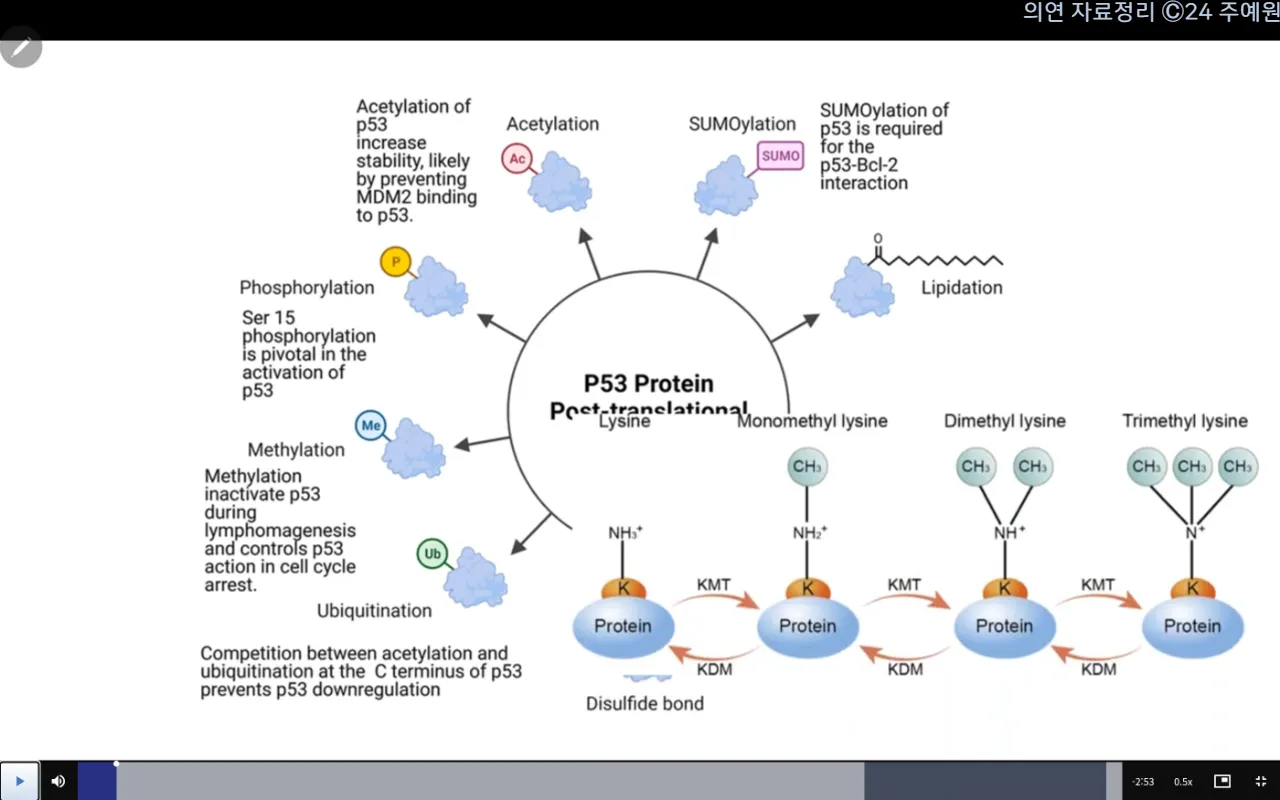 의연 자료정리 Ⓒ24 주예원
Acetylation of
p53
increase
stability, likely
by preventing
MDM2 binding
to p53.
Acetylation
Ac
SUMOylation
SUMO
SUMOylation of
p53 is required
for the
p53-Bcl-2
interaction
P
Phosphorylation
Ser 15
phosphorylation
is pivotal in the
activation of
p53
O
Lipidation
P53 Protein
Post-translational
Me
Methylation
Methylation
inactivate p53
during
lymphomagenesis
and controls p53
action in cell cycle
arrest.
Ub
Ubiquitination
Competition between acetylation and
ubiquitination at the C terminus of p53
prevents p53 downregulation
Lysine
Monomethyl lysine
Dimethyl lysine
Trimethyl lysine
CH₃
CH₃ CH₃
CH₃ CH₃ CH₃
NH₃⁺
NH₂⁺
NH⁺
N⁺
K
K
K
K
KMT
KMT
KMT
Protein
Protein
Protein
Protein
KDM
KDM
KDM
Disulfide bond
-2:53
0.5x